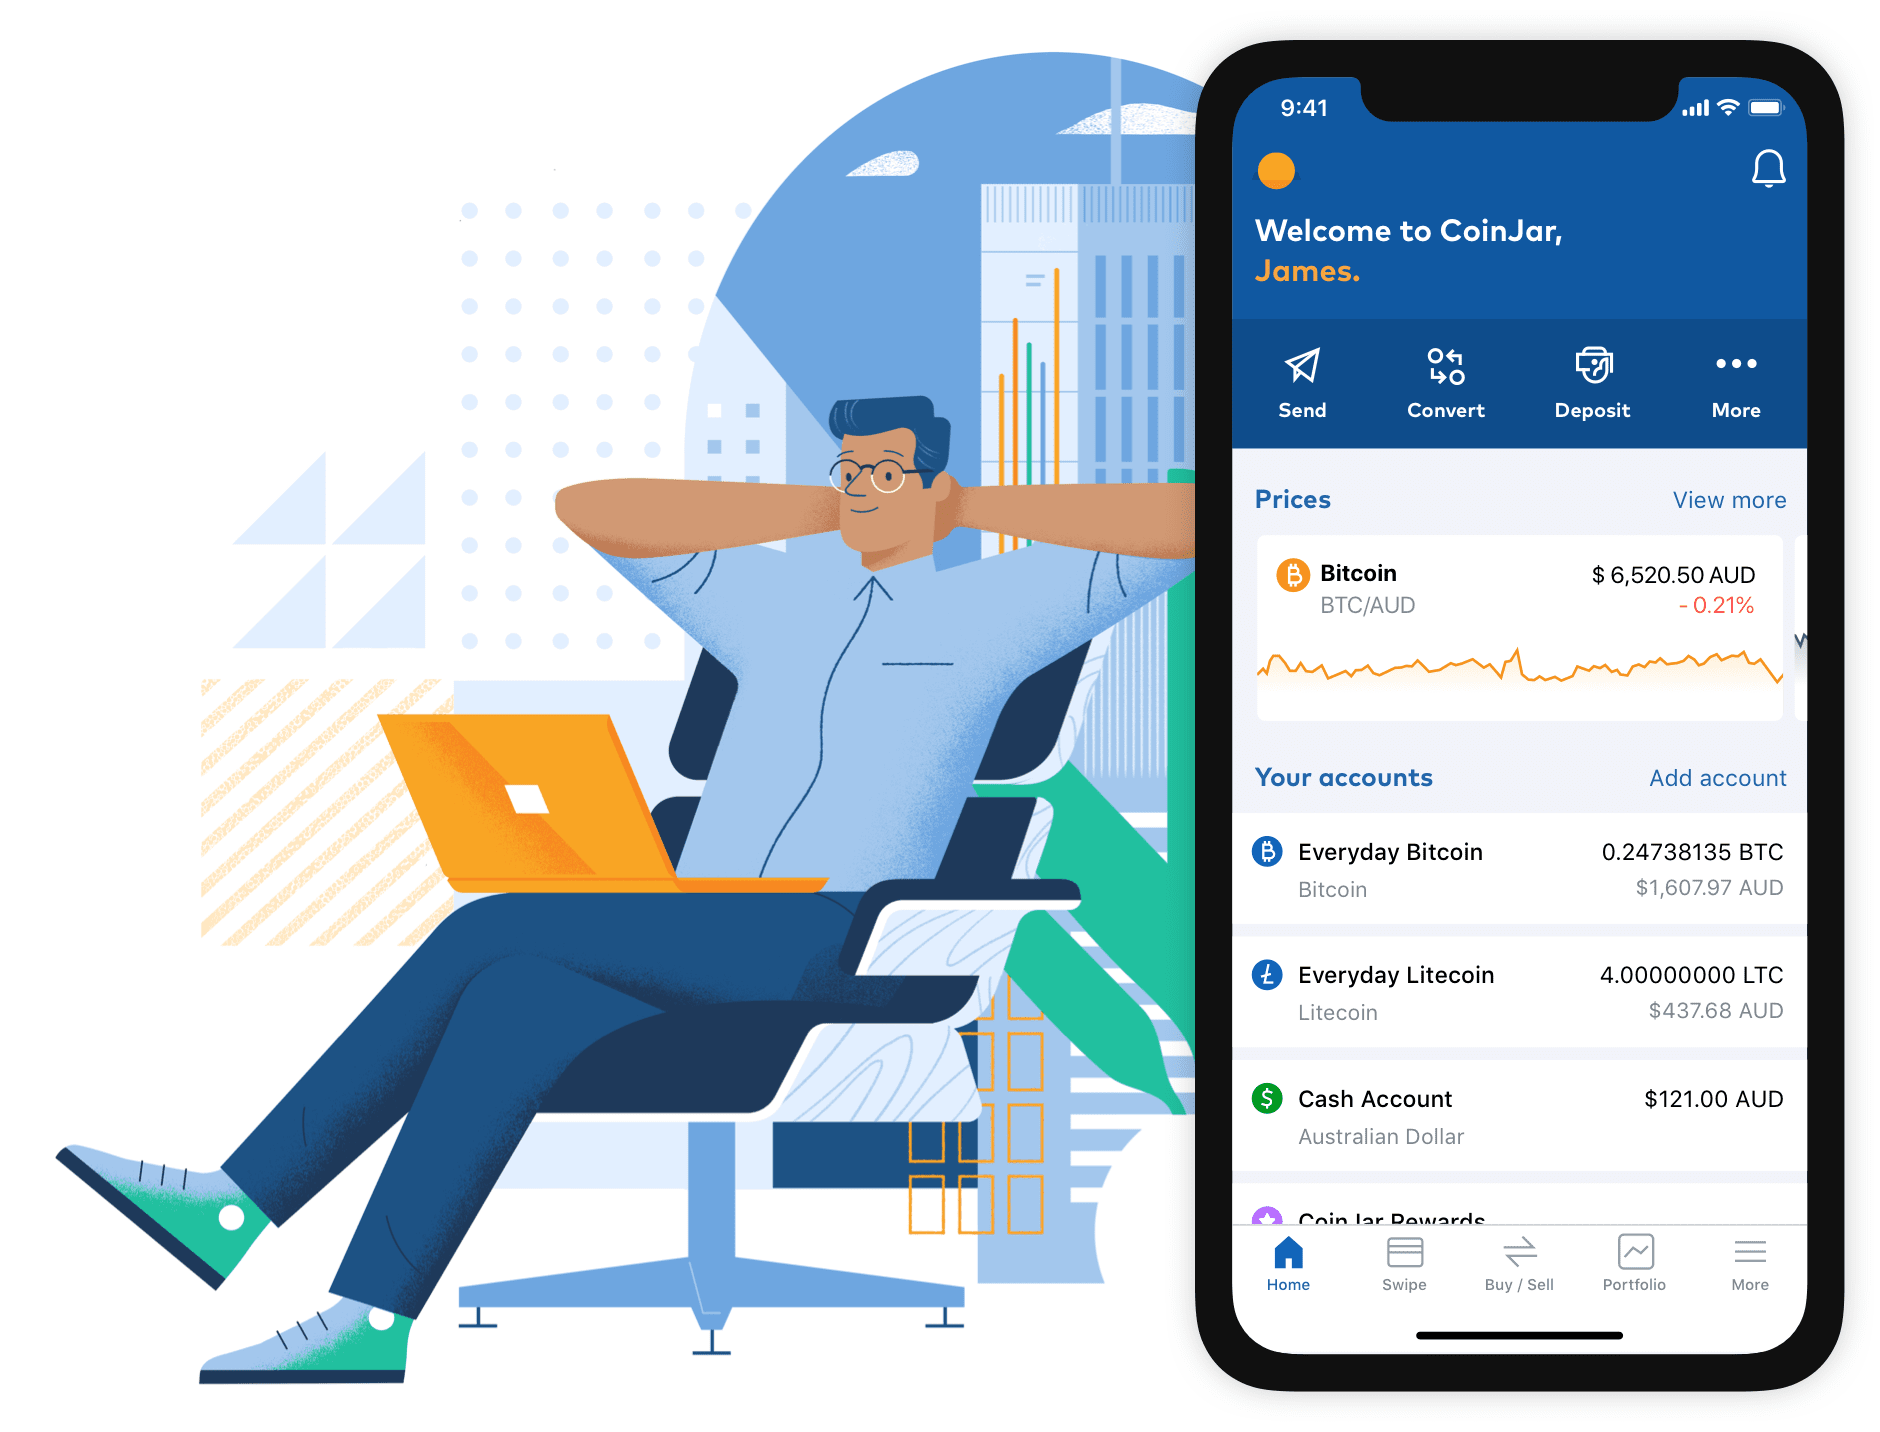 9:41
Welcome to CoinJar,
James.
Send Convert Deposit More
Prices View more
Bitcoin $ 6,520.50 AUD
BTC/AUD - 0.21%
Your accounts Add account
Everyday Bitcoin 0.24738135 BTC
Bitcoin $1,607.97 AUD
Everyday Litecoin 4.00000000 LTC
Litecoin $437.68 AUD
Cash Account $121.00 AUD
Australian Dollar
CoinJar Rewards
Home Swipe Buy / Sell Portfolio More